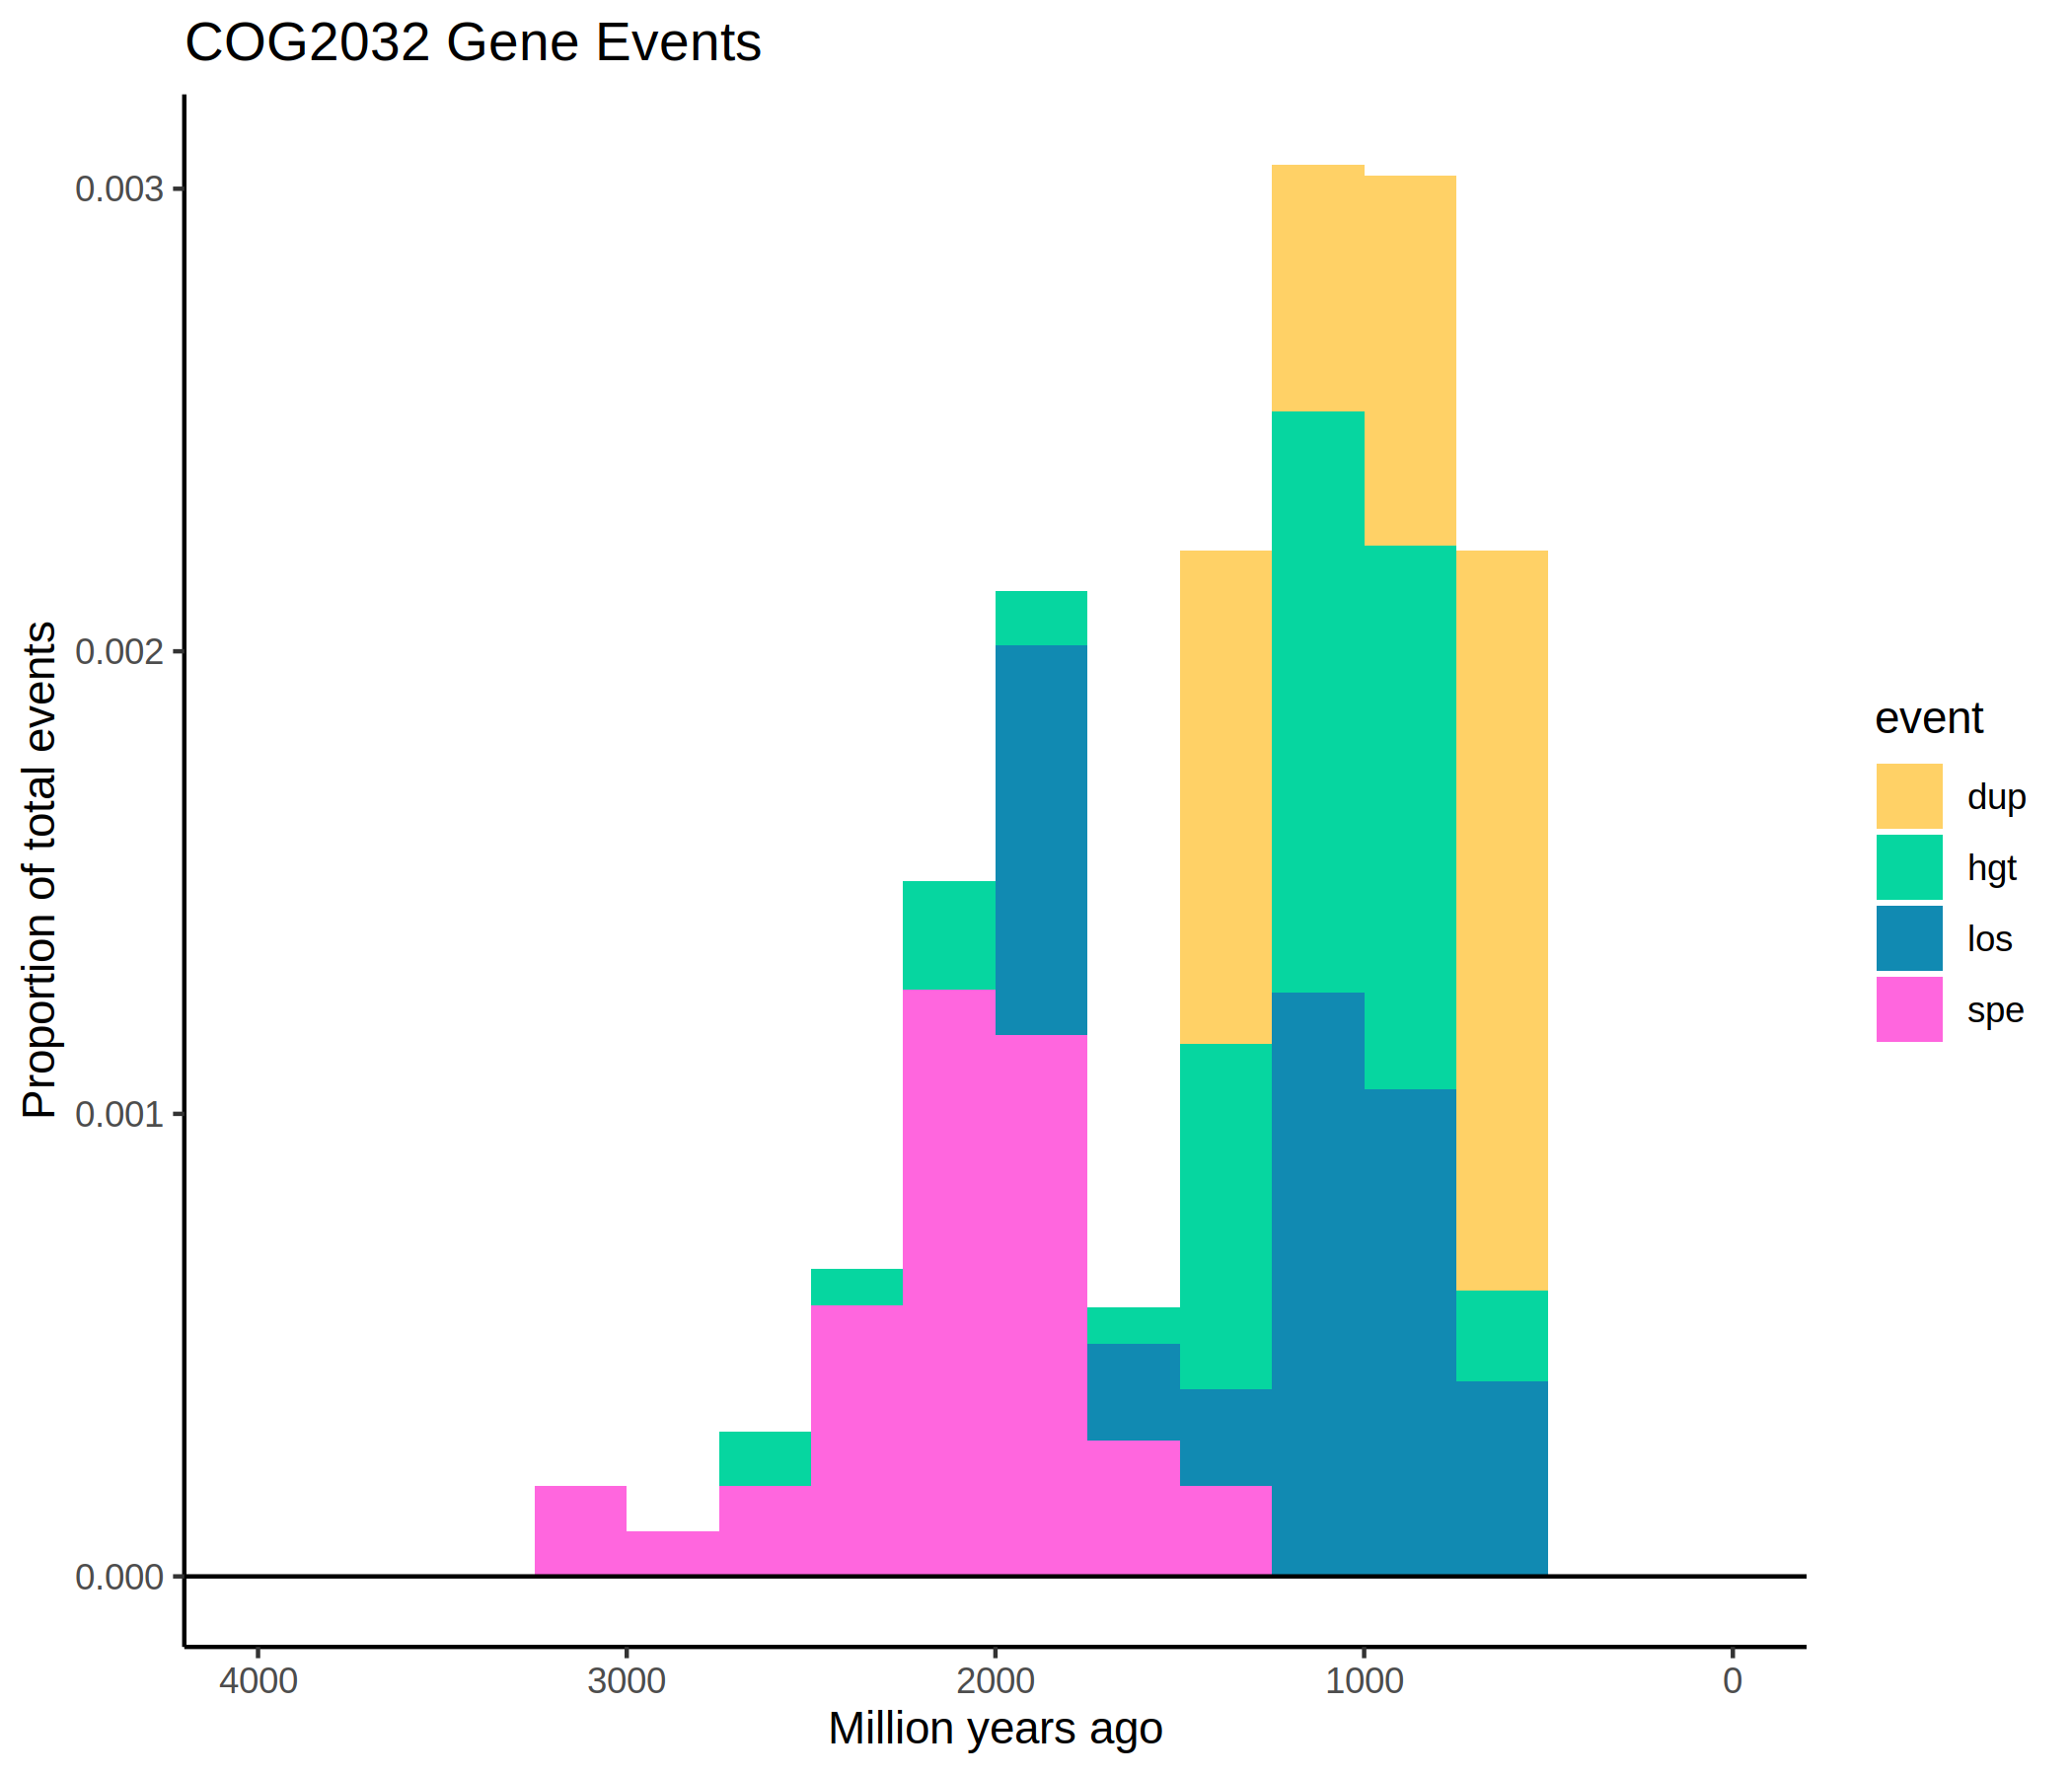 COG2032 Gene Events
Proportion of total events
0.003
0.002
0.001
0.000
4000 3000 2000 1000 0
Million years ago
event
dup
hgt
los
spe